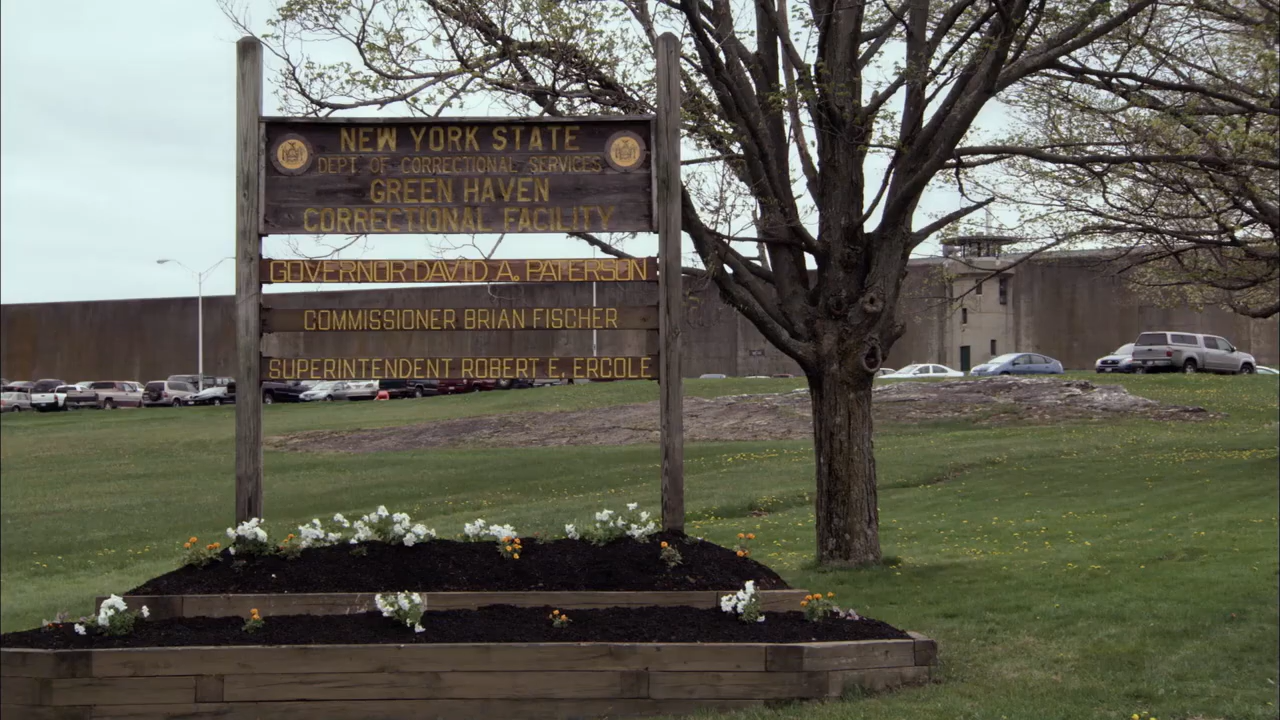 NEW YORK STATE
DEPT. OF CORRECTIONAL SERVICES
GREEN HAVEN
CORRECTIONAL FACILITY
GOVERNOR DAVID A. PATERSON
COMMISSIONER BRIAN FISCHER
SUPERINTENDENT ROBERT E. ERCOLE